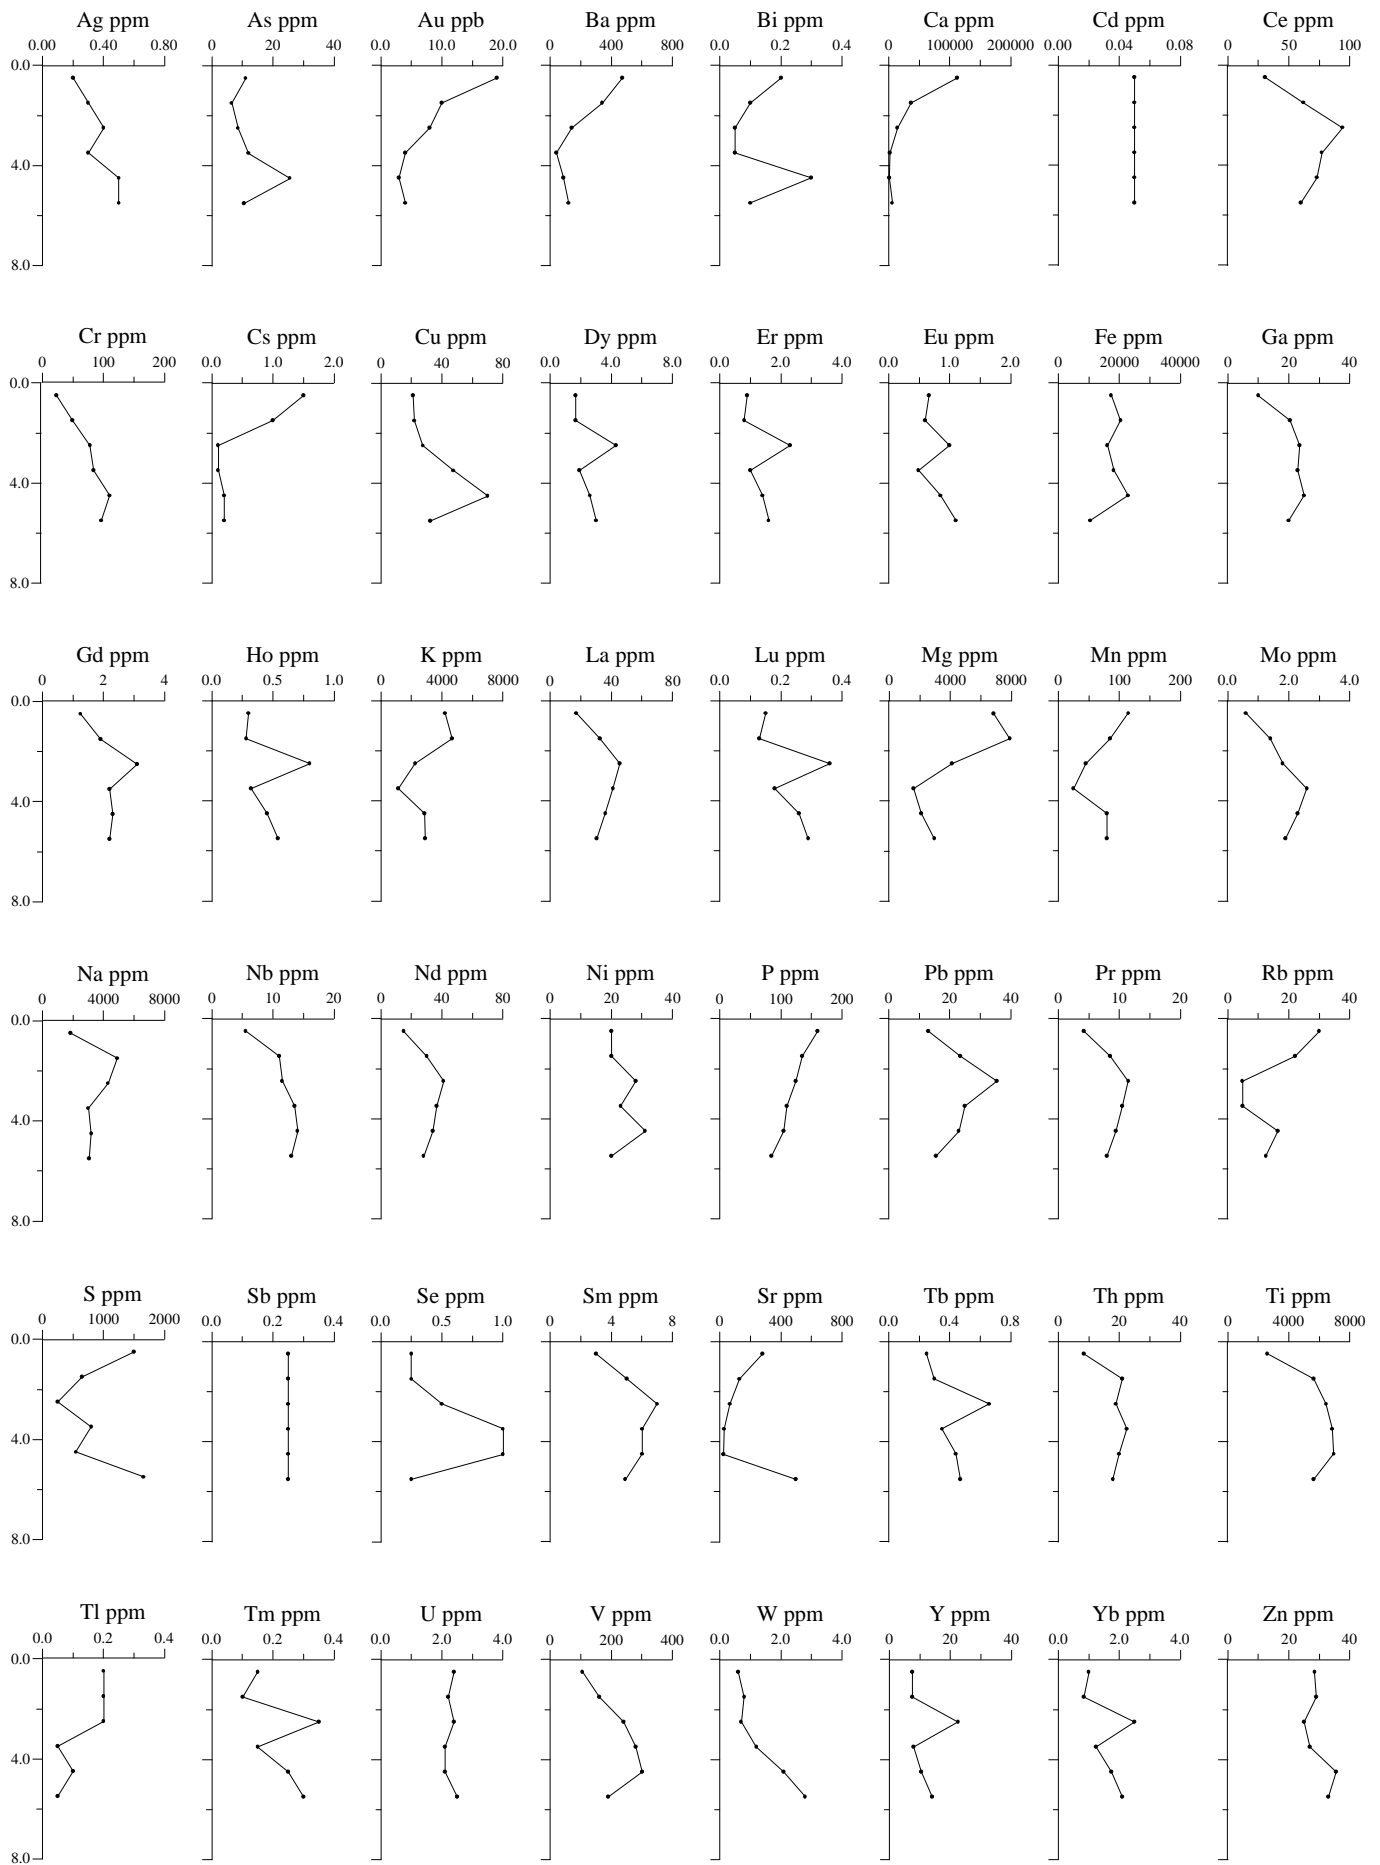 Ag ppm As ppm Au ppb Ba ppm Bi ppm Ca ppm Cd ppm Ce ppm
0.00 0.40 0.80 0 20 40 0.0 10.0 20.0 0 400 800 0.0 0.2 0.4 0 100000 200000 0.00 0.04 0.08 0 50 100
0.0
4.0
8.0
Cr ppm Cs ppm Cu ppm Dy ppm Er ppm Eu ppm Fe ppm Ga ppm
0 100 200 0.0 1.0 2.0 0 40 80 0.0 4.0 8.0 0.0 2.0 4.0 0.0 1.0 2.0 0 20000 40000 0 20 40
0.0
4.0
8.0
Gd ppm Ho ppm K ppm La ppm Lu ppm Mg ppm Mn ppm Mo ppm
0 2 4 0.0 0.5 1.0 0 4000 8000 0 40 80 0.0 0.2 0.4 0 4000 8000 0 100 200 0.0 2.0 4.0
0.0
4.0
8.0
Na ppm Nb ppm Nd ppm Ni ppm P ppm Pb ppm Pr ppm Rb ppm
0 4000 8000 0 10 20 0 40 80 0 20 40 0 100 200 0 20 40 0 10 20 0 20 40
0.0
4.0
8.0
S ppm Sb ppm Se ppm Sm ppm Sr ppm Tb ppm Th ppm Ti ppm
0 1000 2000 0.0 0.2 0.4 0.0 0.5 1.0 0 4 8 0 400 800 0.0 0.4 0.8 0 20 40 0 4000 8000
0.0
4.0
8.0
Tl ppm Tm ppm U ppm V ppm W ppm Y ppm Yb ppm Zn ppm
0.0 0.2 0.4 0.0 0.2 0.4 0.0 2.0 4.0 0 200 400 0.0 2.0 4.0 0 20 40 0.0 2.0 4.0 0 20 40
0.0
4.0
8.0